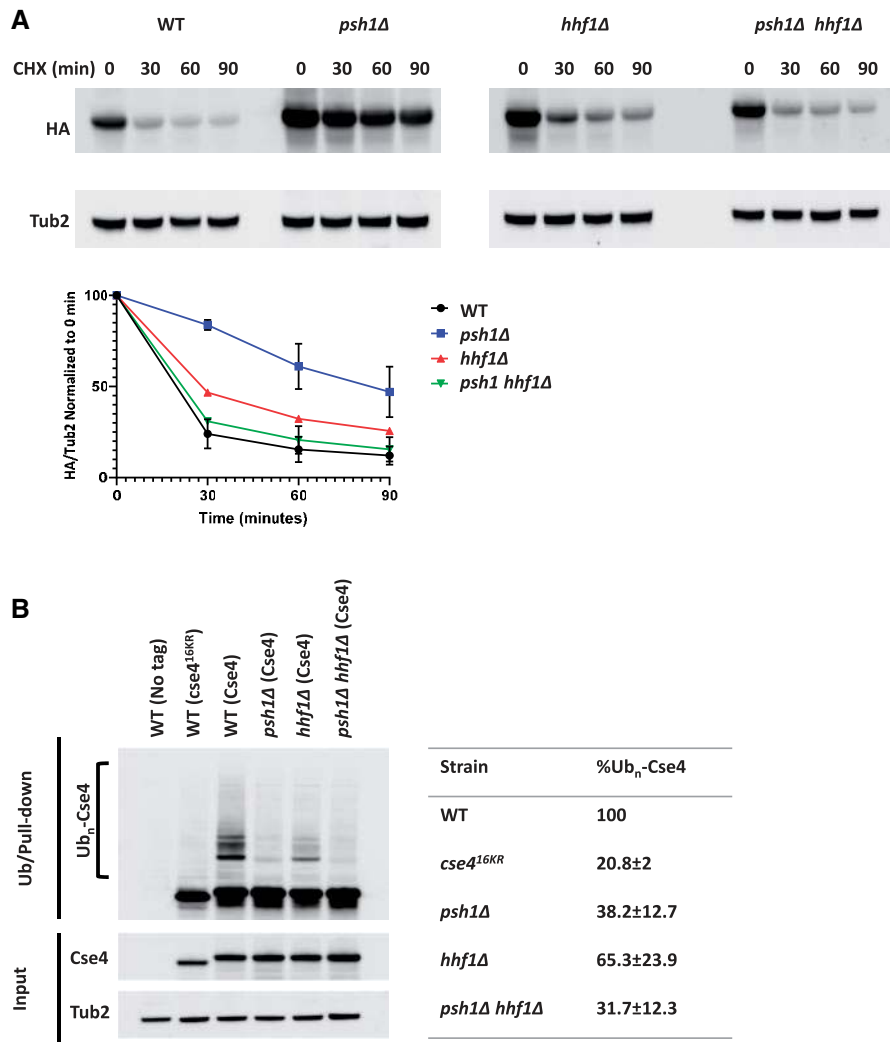 A
WT psh1Δ hhf1Δ psh1Δ hhf1Δ
CHX (min) 0 30 60 90 0 30 60 90 0 30 60 90 0 30 60 90
HA
Tub2
HA/Tub2 Normalized to 0 min
100
50
0
0 30 60 90
Time (minutes)
WT
psh1Δ
hhf1Δ
psh1 hhf1Δ
B
WT (No tag)
WT (cse4^16KR)
WT (Cse4)
psh1Δ (Cse4)
hhf1Δ (Cse4)
psh1Δ hhf1Δ (Cse4)
Ub/Pull-down
Ubn-Cse4
Input
Cse4
Tub2
Strain %Ubn-Cse4
WT 100
cse4^16KR 20.8±2
psh1Δ 38.2±12.7
hhf1Δ 65.3±23.9
psh1Δ hhf1Δ 31.7±12.3